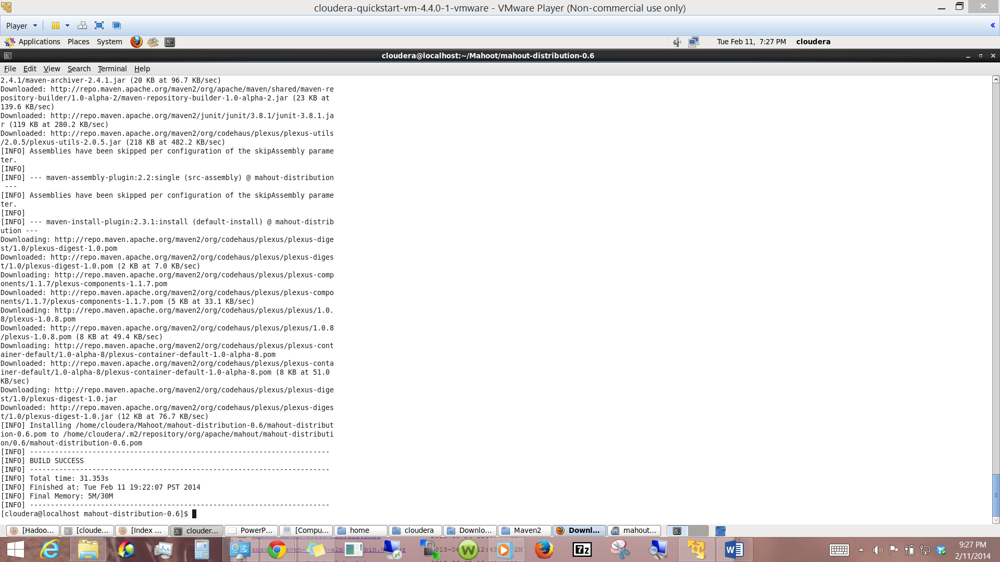 cloudera-quickstart-vm-4.4.0-1-vmware - VMware Player (Non-commercial use only)
Player
Applications Places System Tue Feb 11, 7:27 PM cloudera
cloudera@localhost:~/Mahoot/mahout-distribution-0.6
File Edit View Search Terminal Help
2.4.1/maven-archiver-2.4.1.jar (20 KB at 96.7 KB/sec)
Downloaded: http://repo.maven.apache.org/maven2/org/apache/maven/shared/maven-re
pository-builder/1.0-alpha-2/maven-repository-builder-1.0-alpha-2.jar (23 KB at
139.6 KB/sec)
Downloaded: http://repo.maven.apache.org/maven2/junit/junit/3.8.1/junit-3.8.1.ja
r (119 KB at 280.2 KB/sec)
Downloaded: http://repo.maven.apache.org/maven2/org/codehaus/plexus/plexus-utils
/2.0.5/plexus-utils-2.0.5.jar (218 KB at 482.2 KB/sec)
[INFO] Assemblies have been skipped per configuration of the skipAssembly parame
ter.
[INFO]
[INFO] --- maven-assembly-plugin:2.2:single (src-assembly) @ mahout-distribution
---
[INFO] Assemblies have been skipped per configuration of the skipAssembly parame
ter.
[INFO]
[INFO] --- maven-install-plugin:2.3.1:install (default-install) @ mahout-distrib
ution ---
Downloading: http://repo.maven.apache.org/maven2/org/codehaus/plexus/plexus-dige
st/1.0/plexus-digest-1.0.pom
Downloaded: http://repo.maven.apache.org/maven2/org/codehaus/plexus/plexus-diges
t/1.0/plexus-digest-1.0.pom (2 KB at 7.0 KB/sec)
Downloading: http://repo.maven.apache.org/maven2/org/codehaus/plexus/plexus-comp
onents/1.1.7/plexus-components-1.1.7.pom
Downloaded: http://repo.maven.apache.org/maven2/org/codehaus/plexus/plexus-compo
nents/1.1.7/plexus-components-1.1.7.pom (5 KB at 33.1 KB/sec)
Downloading: http://repo.maven.apache.org/maven2/org/codehaus/plexus/plexus/1.0.
8/plexus-1.0.8.pom
Downloaded: http://repo.maven.apache.org/maven2/org/codehaus/plexus/plexus/1.0.8
/plexus-1.0.8.pom (8 KB at 49.4 KB/sec)
Downloading: http://repo.maven.apache.org/maven2/org/codehaus/plexus/plexus-cont
ainer-default/1.0-alpha-8/plexus-container-default-1.0-alpha-8.pom
Downloaded: http://repo.maven.apache.org/maven2/org/codehaus/plexus/plexus-conta
iner-default/1.0-alpha-8/plexus-container-default-1.0-alpha-8.pom (8 KB at 51.0
KB/sec)
Downloading: http://repo.maven.apache.org/maven2/org/codehaus/plexus/plexus-dige
st/1.0/plexus-digest-1.0.jar
Downloaded: http://repo.maven.apache.org/maven2/org/codehaus/plexus/plexus-diges
t/1.0/plexus-digest-1.0.jar (12 KB at 76.7 KB/sec)
[INFO] Installing /home/cloudera/Mahoot/mahout-distribution-0.6/mahout-distribut
ion-0.6.pom to /home/cloudera/.m2/repository/org/apache/mahout/mahout-distributi
on/0.6/mahout-distribution-0.6.pom
[INFO] ------------------------------------------------------------------------
[INFO] BUILD SUCCESS
[INFO] ------------------------------------------------------------------------
[INFO] Total time: 31.353s
[INFO] Finished at: Tue Feb 11 19:22:07 PST 2014
[INFO] Final Memory: 5M/30M
[INFO] ------------------------------------------------------------------------
[cloudera@localhost mahout-distribution-0.6]$
[Hadoo... [cloude... [Index ... clouder... PowerP... [Compu... home cloudera Downlo... Maven2 Downl... mahout...
7z
9:27 PM
2/11/2014